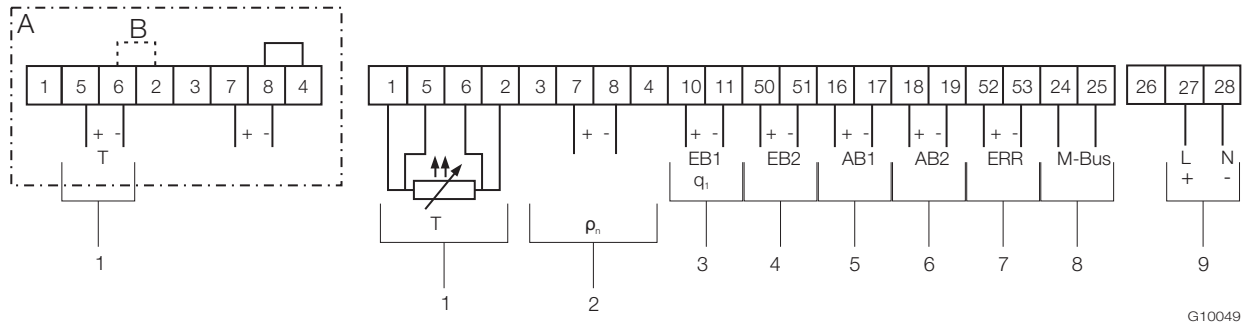 A
B
1 5 6 2 3 7 8 4
+ - + -
T
1
1 5 6 2 3 7 8 4 10 11 50 51 16 17 18 19 52 53 24 25 26 27 28
+ - + - + - + - + - + -
EB1 EB2 AB1 AB2 ERR M-Bus L N
q₁ + -
T ρₙ
1 2 3 4 5 6 7 8 9
G10049